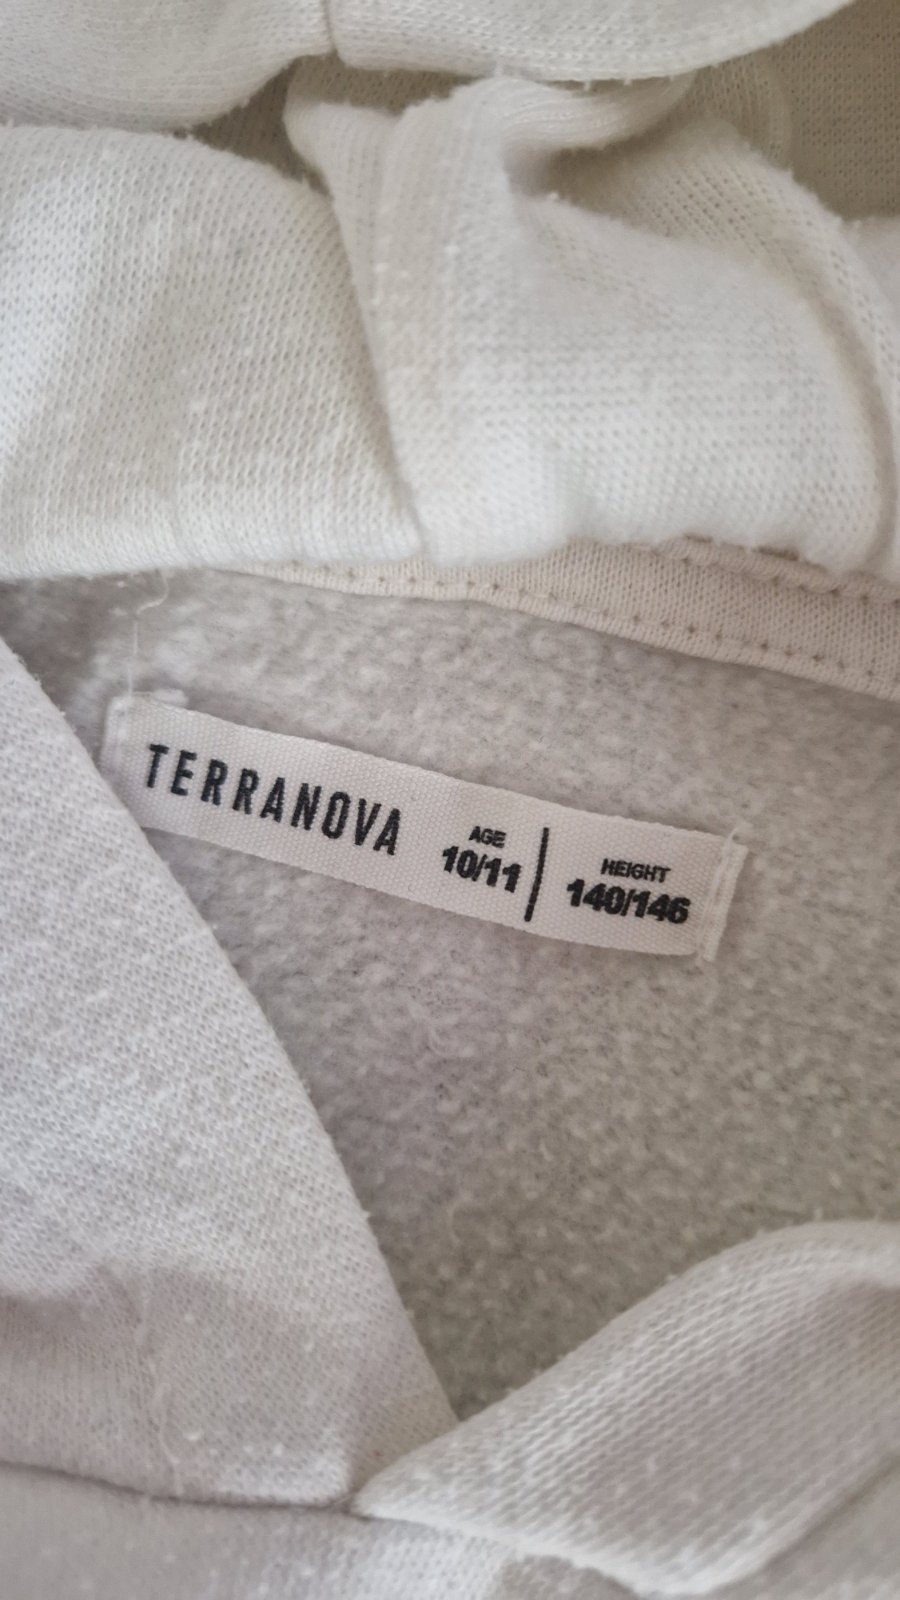 TERRANOVA
AGE
10/11
HEIGHT
140/146